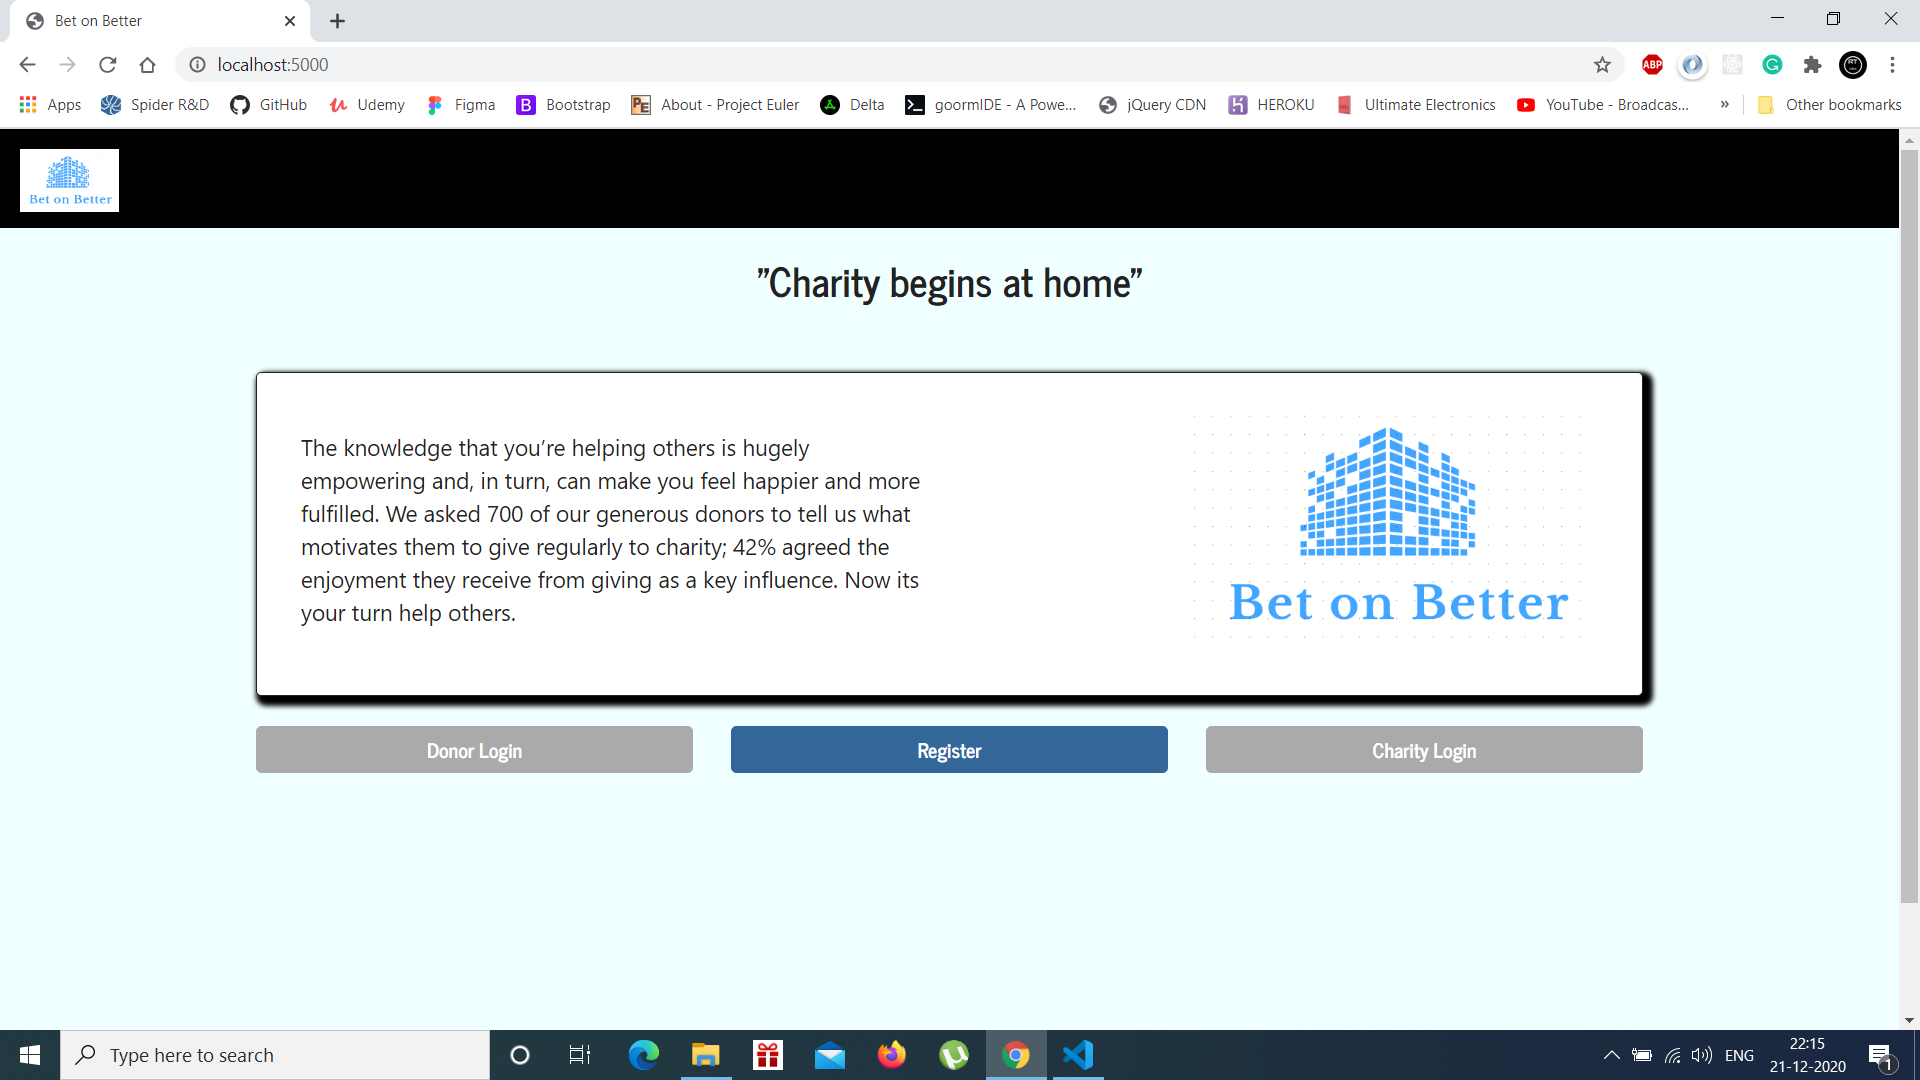 Bet on Better
localhost:5000
ABP
Apps
Spider R&D
GitHub
Udemy
Figma
Bootstrap
About - Project Euler
Delta
goormIDE - A Powe...
jQuery CDN
HEROKU
Ultimate Electronics
YouTube - Broadcas...
»
Other bookmarks
Bet on Better
"Charity begins at home"
The knowledge that you’re helping others is hugely
empowering and, in turn, can make you feel happier and more
fulfilled. We asked 700 of our generous donors to tell us what
motivates them to give regularly to charity; 42% agreed the
enjoyment they receive from giving as a key influence. Now its
your turn help others.
Bet on Better
Donor Login
Register
Charity Login
Type here to search
ENG
22:15
21-12-2020
1